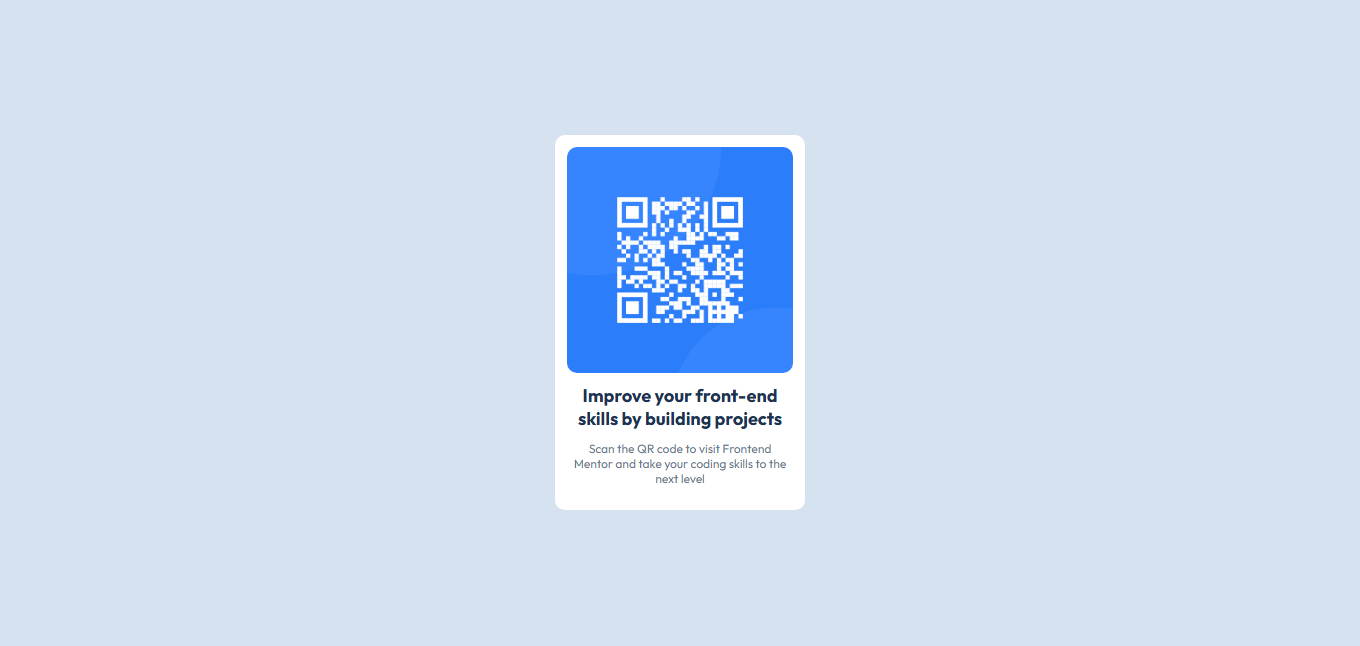 Improve your front-end
skills by building projects
Scan the QR code to visit Frontend
Mentor and take your coding skills to the
next level